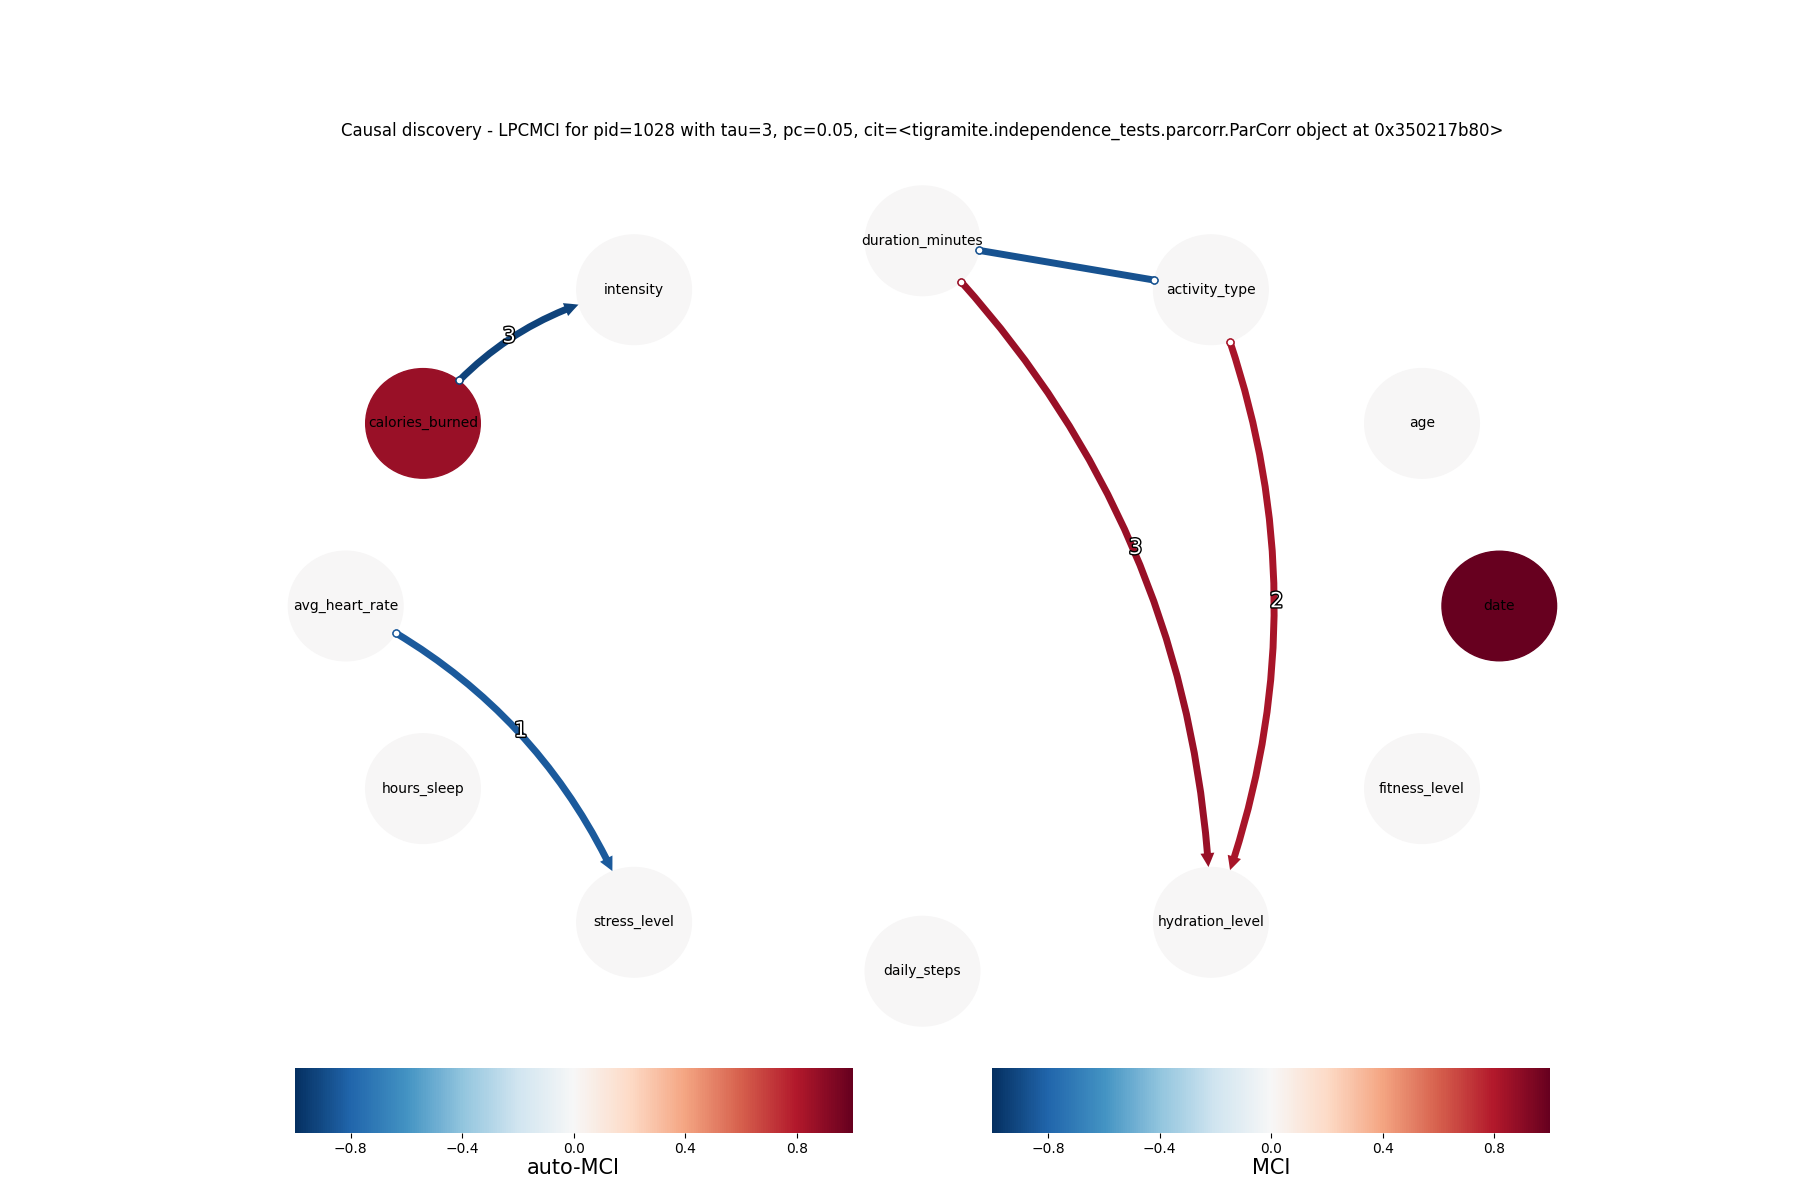 Causal discovery - LPCMCI for pid=1028 with tau=3, pc=0.05, cit=<tigramite.independence_tests.parcorr.ParCorr object at 0x350217b80>
duration_minutes
intensity
activity_type
3
calories_burned
age
3
avg_heart_rate
2
date
1
hours_sleep
fitness_level
stress_level
hydration_level
daily_steps
−0.8 −0.4 0.0 0.4 0.8
auto-MCI
−0.8 −0.4 0.0 0.4 0.8
MCI